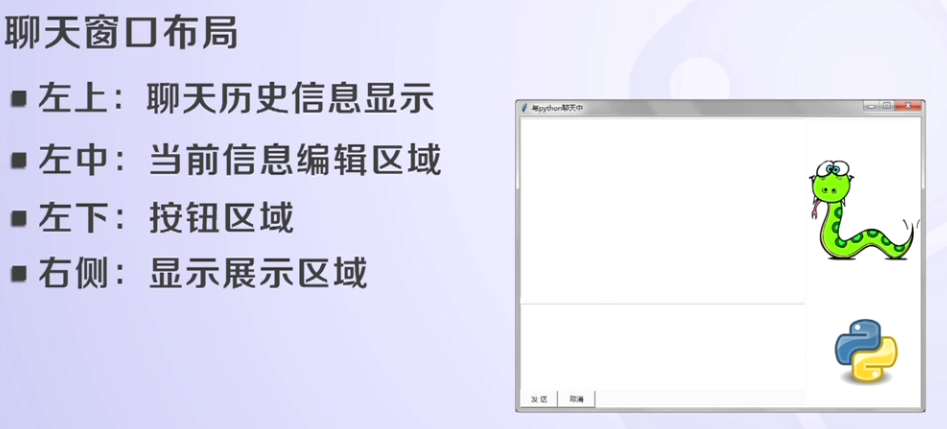 聊天窗口布局
左上：聊天历史信息显示
左中：当前信息编辑区域
左下：按钮区域
右侧：显示展示区域
与python聊天中
发送
取消